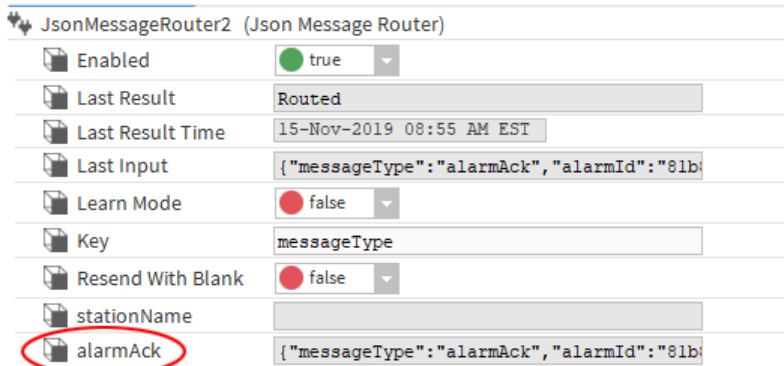 JsonMessageRouter2 (Json Message Router)
Enabled true
Last Result Routed
Last Result Time 15-Nov-2019 08:55 AM EST
Last Input {"messageType":"alarmAck","alarmId":"81b
Learn Mode false
Key messageType
Resend With Blank false
stationName
alarmAck {"messageType":"alarmAck","alarmId":"81b